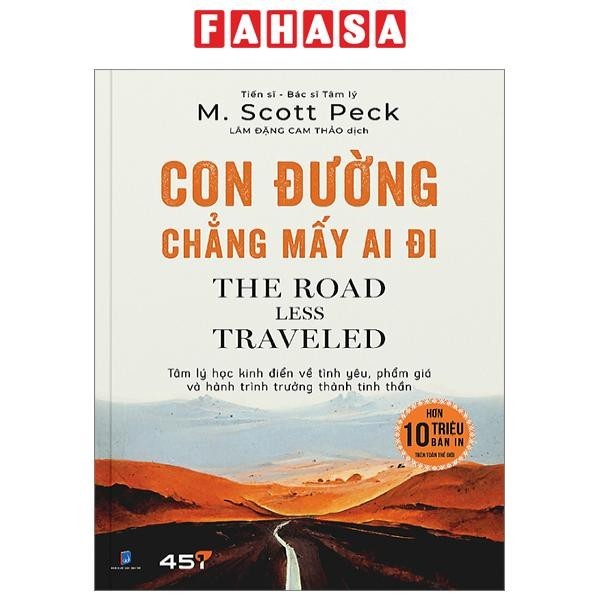 FAHASA
Tiến sĩ - Bác sĩ Tâm lý
M. Scott Peck
LÂM ĐẶNG CAM THẢO dịch
CON ĐƯỜNG
CHẲNG MẤY AI ĐI
THE ROAD
LESS
TRAVELED
Tâm lý học kinh điển về tình yêu, phẩm giá
và hành trình trưởng thành tinh thần
HƠN
10 TRIỆU
BẢN IN
TRÊN TOÀN THẾ GIỚI
451